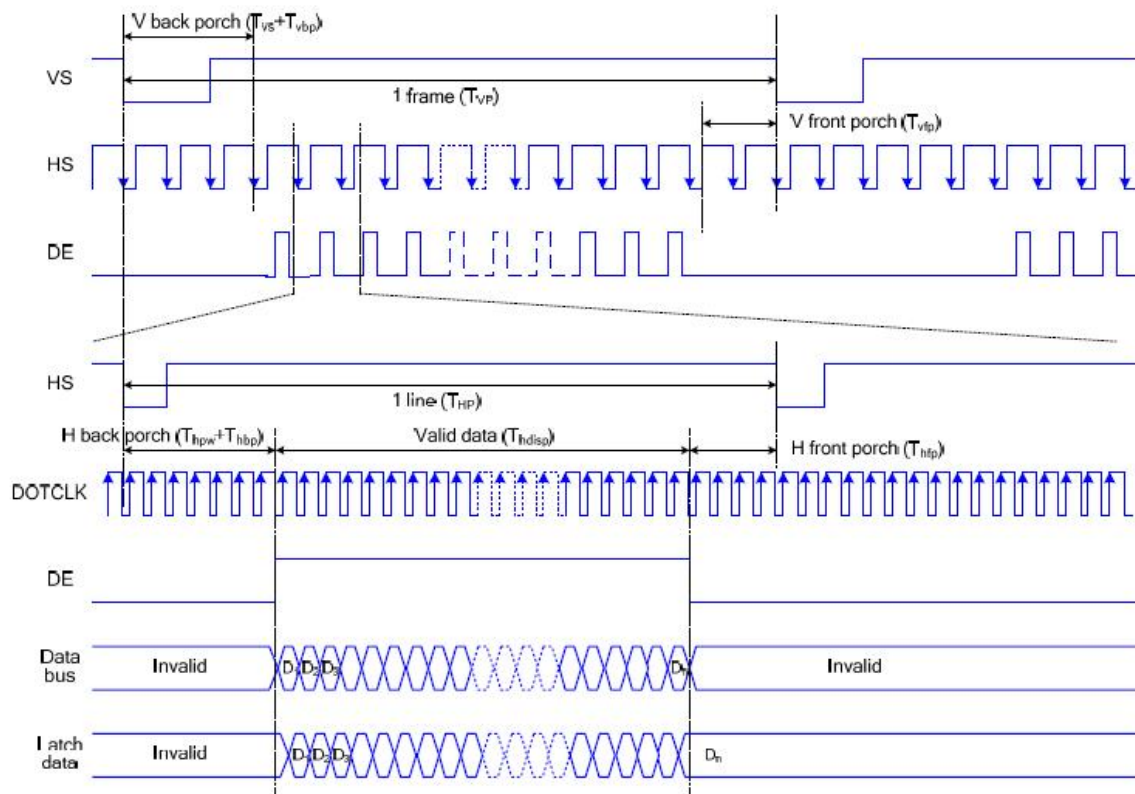 V back porch (Tvs+Tvbp)
VS
1 frame (TVP)
V front porch (Tvfp)
HS
DE
HS
1 line (THP)
H back porch (Thpw+Thbp)
Valid data (Thdisp)
H front porch (Thfp)
DOTCLK
DE
Data
bus
Invalid
D1
D2
D3
Dn
Invalid
Latch
data
Invalid
D1
D2
D3
Dn